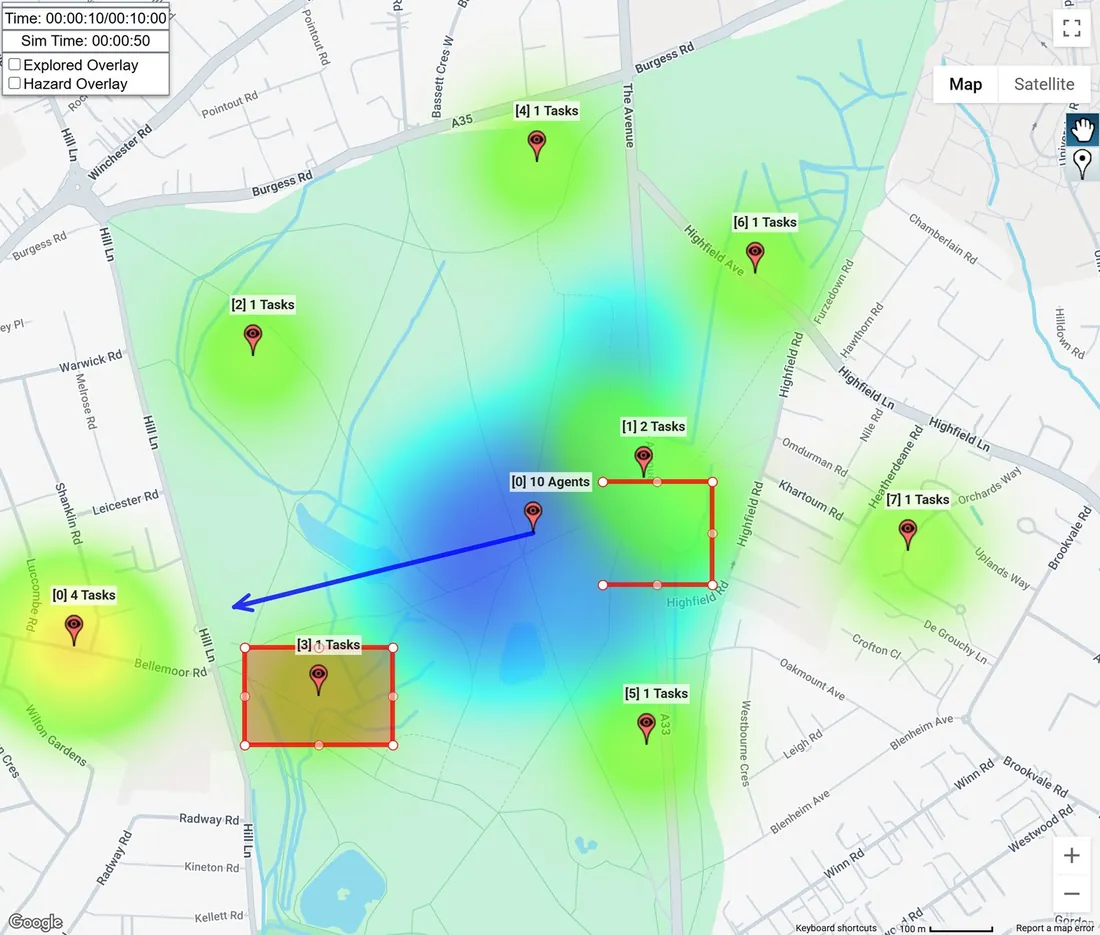 Time: 00:00:10/00:10:00
Sim Time: 00:00:50
Explored Overlay
Hazard Overlay
Pointout Rd
Pointout Rd
Bassett Cres W
Burgess Rd
The Avenue
A35
Map
Satellite
Hill Ln
Winchester Rd
[4] 1 Tasks
Burgess Rd
Burgess Rd
Hill Ln
[6] 1 Tasks
Highfield Ave
Chamberlain Rd
Furzedown Rd
[2] 1 Tasks
ey Pl
Hawthorn Rd
Hilldown Rd
Warwick Rd
Melrose Rd
Highfield Rd
Highfield Ln
Highfield Ln
Hill Ln
[1] 2 Tasks
Nile Rd
Omdurman Rd
Heatherdeane Rd
Khartoum Rd
Orchards Way
[0] 10 Agents
[7] 1 Tasks
Shanklin Rd
Leicester Rd
Highfield Rd
Brookvale Rd
Uplands Way
Luccombe Rd
[0] 4 Tasks
Highfield Rd
De Grouchy Ln
Crofton Cl
Hill Ln
[3] 1 Tasks
Bellemoor Rd
Oakmount Ave
[5] 1 Tasks
A33
Wilton Gardens
Westbourne Cres
Leigh Rd
Blenheim Ave
Winn Rd
Brookvale Rd
Blenheim Ave
Westwood Rd
Radway Rd
Radway Rd
Hill Ln
Kineton Rd
Winn Rd
Kellett Rd
Google
Keyboard shortcuts
100 m
Report a map error